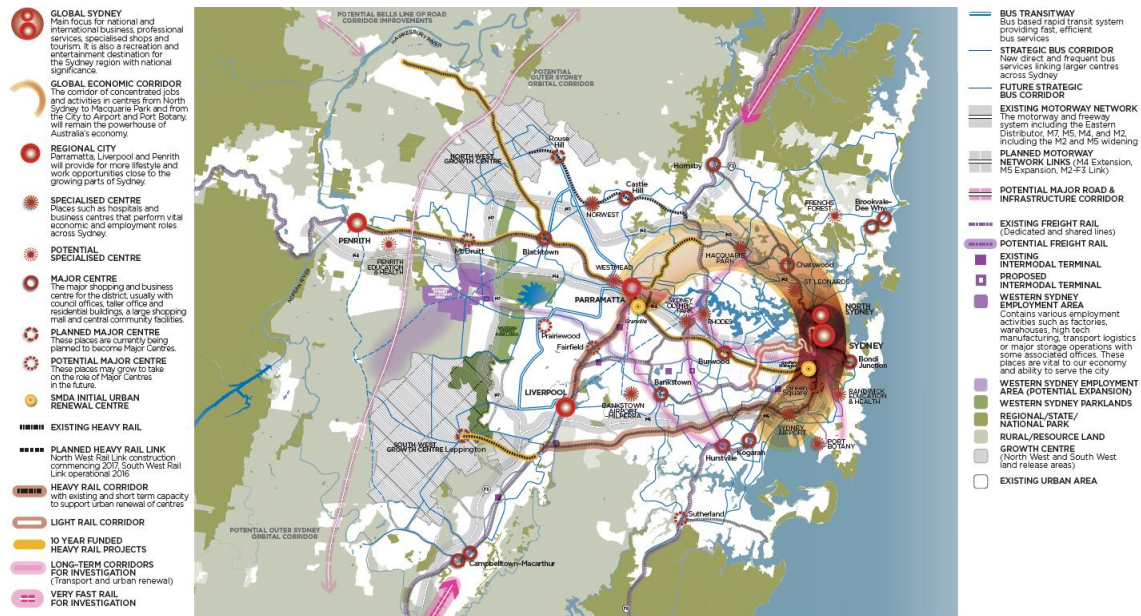 GLOBAL SYDNEY
Main focus for national and
international business, professional
services, specialised shops and
tourism. It is also a recreation and
entertainment destination for
the Sydney region with national
significance.
GLOBAL ECONOMIC CORRIDOR
The corridor of concentrated jobs
and activities in centres from North
Sydney to Macquarie Park and from
the City to Airport and Port Botany,
will remain the powerhouse of
Australia's economy.
REGIONAL CITY
Parramatta, Liverpool and Penrith
will provide for more lifestyle and
work opportunities close to the
growing parts of Sydney.
SPECIALISED CENTRE
Places such as hospitals and
business centres that perform vital
economic and employment roles
across Sydney.
POTENTIAL
SPECIALISED CENTRE
MAJOR CENTRE
The major shopping and business
centre for the district, usually with
council offices, taller office and
residential buildings, a large shopping
mall and central community facilities.
PLANNED MAJOR CENTRE
These places are currently being
planned to become Major Centres.
POTENTIAL MAJOR CENTRE
These places may grow to take
on the role of Major Centres
in the future.
SMDA INITIAL URBAN
RENEWAL CENTRE
EXISTING HEAVY RAIL
PLANNED HEAVY RAIL LINK
North West Rail Link construction
commencing 2017, South West Rail
Link operational 2016
HEAVY RAIL CORRIDOR
with existing and short term capacity
to support urban renewal of centres
LIGHT RAIL CORRIDOR
10 YEAR FUNDED
HEAVY RAIL PROJECTS
LONG-TERM CORRIDORS
FOR INVESTIGATION
(Transport and urban renewal)
VERY FAST RAIL
FOR INVESTIGATION
POTENTIAL BELLS LINE OF ROAD
CORRIDOR IMPROVEMENTS
HAWKESBURY RIVER
POTENTIAL
OUTER SYDNEY
ORBITAL CORRIDOR
NORTH WEST
GROWTH CENTRE
Rouse
Hill
Castle
Hill
NORWEST
Hornsby
FRENCHS
FOREST
Brookvale-
Dee Why
PENRITH
PENRITH
EDUCATION
& HEALTH
NEPEAN RIVER
Mt Druitt
Blacktown
WESTMEAD
PARRAMATTA
Granville
MACQUARIE
PARK
Chatswood
ST LEONARDS
NORTH
SYDNEY
SYDNEY
SYDNEY
OLYMPIC
PARK
RHODES
WESTERN SYDNEY
EMPLOYMENT
AREA
Prairiewood
Fairfield
Burwood
Bondi
Junction
Green
Square
RANDWICK
EDUCATION
& HEALTH
LIVERPOOL
Bankstown
BANKSTOWN
AIRPORT
-MILPERRA
SYDNEY
AIRPORT
PORT
BOTANY
SOUTH WEST
GROWTH CENTRE
Leppington
Hurstville
Kogarah
Sutherland
POTENTIAL OUTER SYDNEY
ORBITAL CORRIDOR
Campbelltown-Macarthur
BUS TRANSITWAY
Bus based rapid transit system
providing fast, efficient
bus services
STRATEGIC BUS CORRIDOR
New direct and frequent bus
services linking larger centres
across Sydney
FUTURE STRATEGIC
BUS CORRIDOR
EXISTING MOTORWAY NETWORK
The motorway and freeway
system including the Eastern
Distributor, M7, M5, M4, and M2,
including the M2 and M5 widening
PLANNED MOTORWAY
NETWORK LINKS (M4 Extension,
M5 Expansion, M2-F3 Link)
POTENTIAL MAJOR ROAD &
INFRASTRUCTURE CORRIDOR
EXISTING FREIGHT RAIL
(Dedicated and shared lines)
POTENTIAL FREIGHT RAIL
EXISTING
INTERMODAL TERMINAL
PROPOSED
INTERMODAL TERMINAL
WESTERN SYDNEY
EMPLOYMENT AREA
Contains various employment
activities such as factories,
warehouses, high tech
manufacturing, transport logistics
or major storage operations with
some associated offices. These
places are vital to our economy
and ability to serve the city
WESTERN SYDNEY EMPLOYMENT
AREA (POTENTIAL EXPANSION)
WESTERN SYDNEY PARKLANDS
REGIONAL/STATE/
NATIONAL PARK
RURAL/RESOURCE LAND
GROWTH CENTRE
(North West and South West
land release areas)
EXISTING URBAN AREA